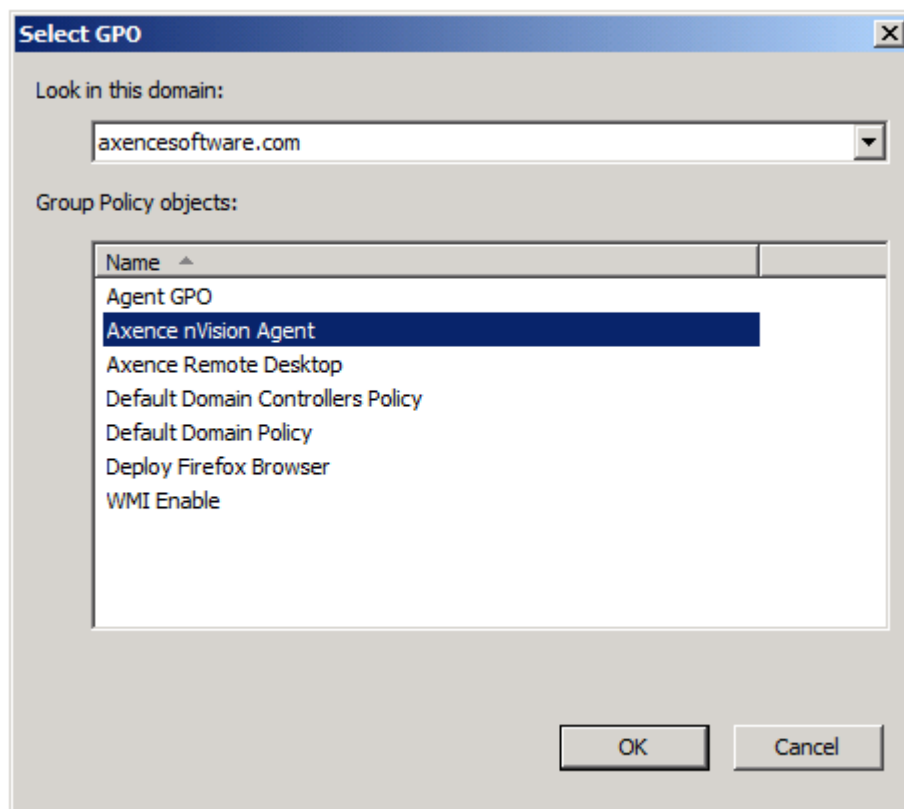 Select GPO
Look in this domain:
axencesoftware.com
Group Policy objects:
Name
Agent GPO
Axence nVision Agent
Axence Remote Desktop
Default Domain Controllers Policy
Default Domain Policy
Deploy Firefox Browser
WMI Enable
OK Cancel